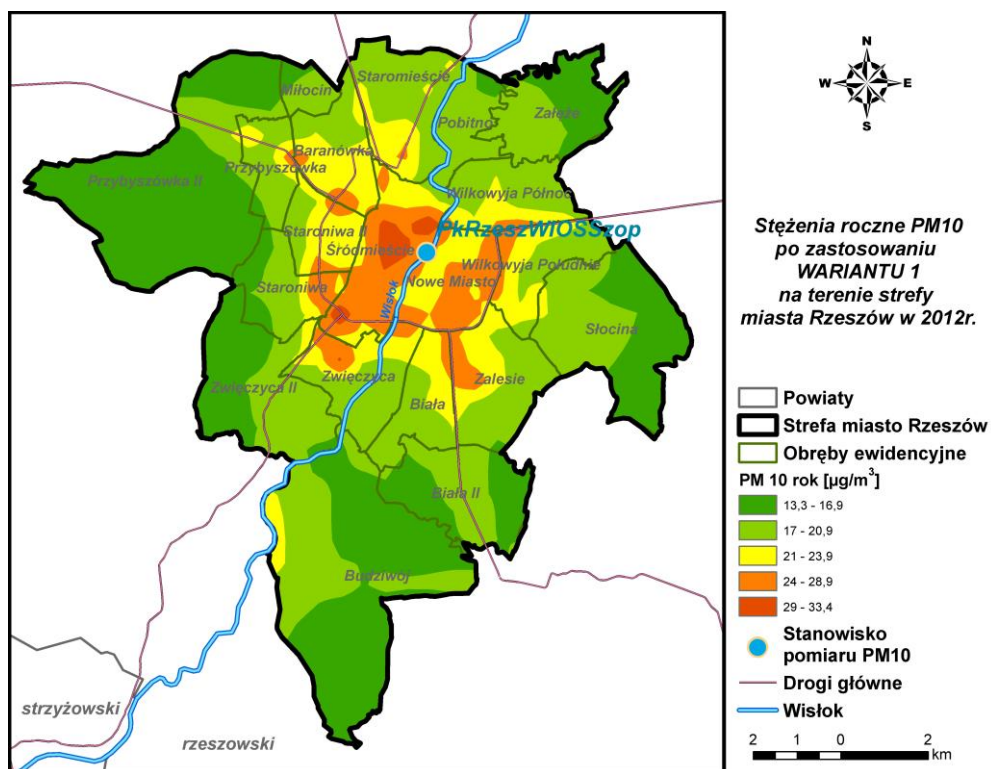 Staromieście
Miłocin
Załęże
Pobitno
Baranówka
Przybyszówka
Przybyszówka II
Wilkowyja Północ
Staroniwa II
PkRzeszWIOSSzop
Śródmieście
Wilkowyja Południe
Nowe Miasto
Staroniwa
Wisłok
Słocina
Zwięczyca
Zalesie
Zwięczyca II
Biała
Biała II
Budziwój
strzyżowski
rzeszowski
N
W E
S
Stężenia roczne PM10
po zastosowaniu
WARIANTU 1
na terenie strefy
miasta Rzeszów w 2012r.
Powiaty
Strefa miasto Rzeszów
Obręby ewidencyjne
PM 10 rok [µg/m³]
13,3 - 16,9
17 - 20,9
21 - 23,9
24 - 28,9
29 - 33,4
Stanowisko
pomiaru PM10
Drogi główne
Wisłok
2 1 0 2
km